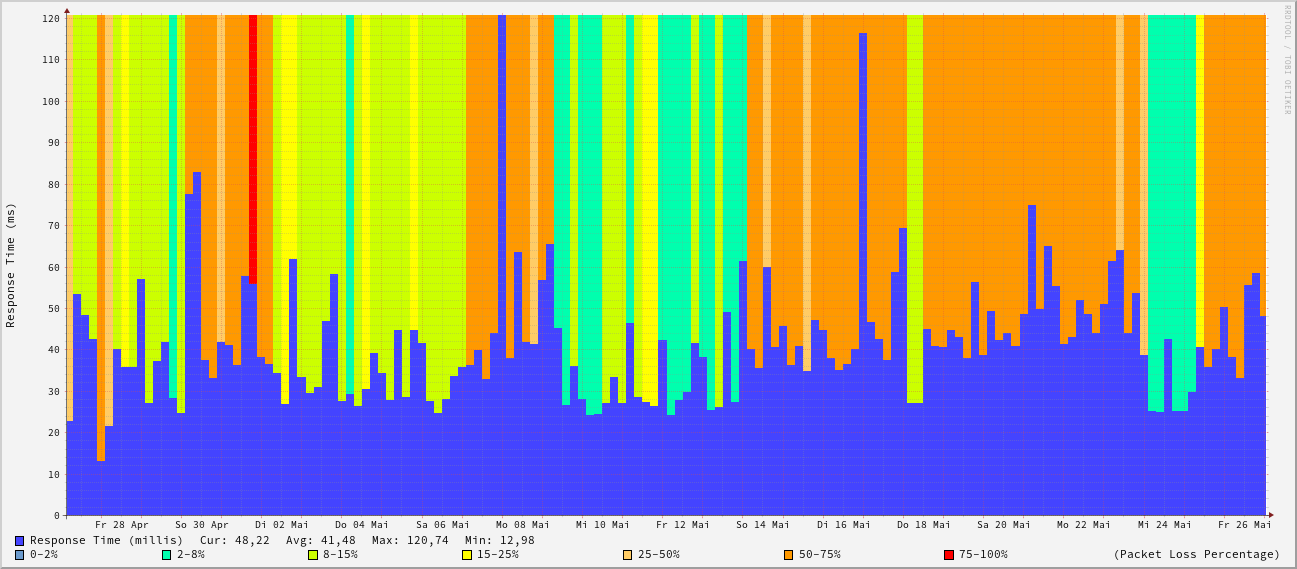 RRDTOOL / TOBI OETIKER
120
110
100
90
80
70
60
50
40
30
20
10
0
Response Time (ms)
Fr 28 Apr So 30 Apr Di 02 Mai Do 04 Mai Sa 06 Mai Mo 08 Mai Mi 10 Mai Fr 12 Mai So 14 Mai Di 16 Mai Do 18 Mai Sa 20 Mai Mo 22 Mai Mi 24 Mai Fr 26 Mai
Response Time (millis) Cur: 48,22 Avg: 41,48 Max: 120,74 Min: 12,98
0-2% 2-8% 8-15% 15-25% 25-50% 50-75% 75-100% (Packet Loss Percentage)